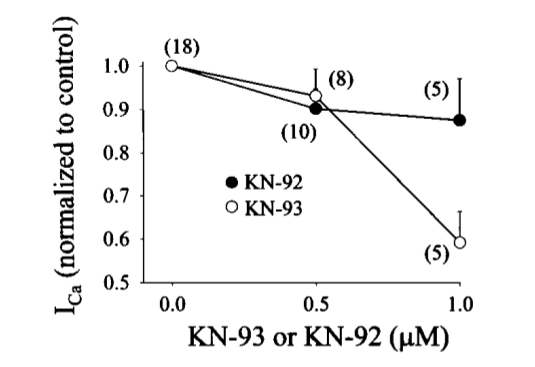 I_Ca (normalized to control)
(18)
1.0
(8)
(5)
0.9
(10)
0.8
KN-92
0.7
KN-93
0.6
(5)
0.5
0.0 0.5 1.0
KN-93 or KN-92 (μM)